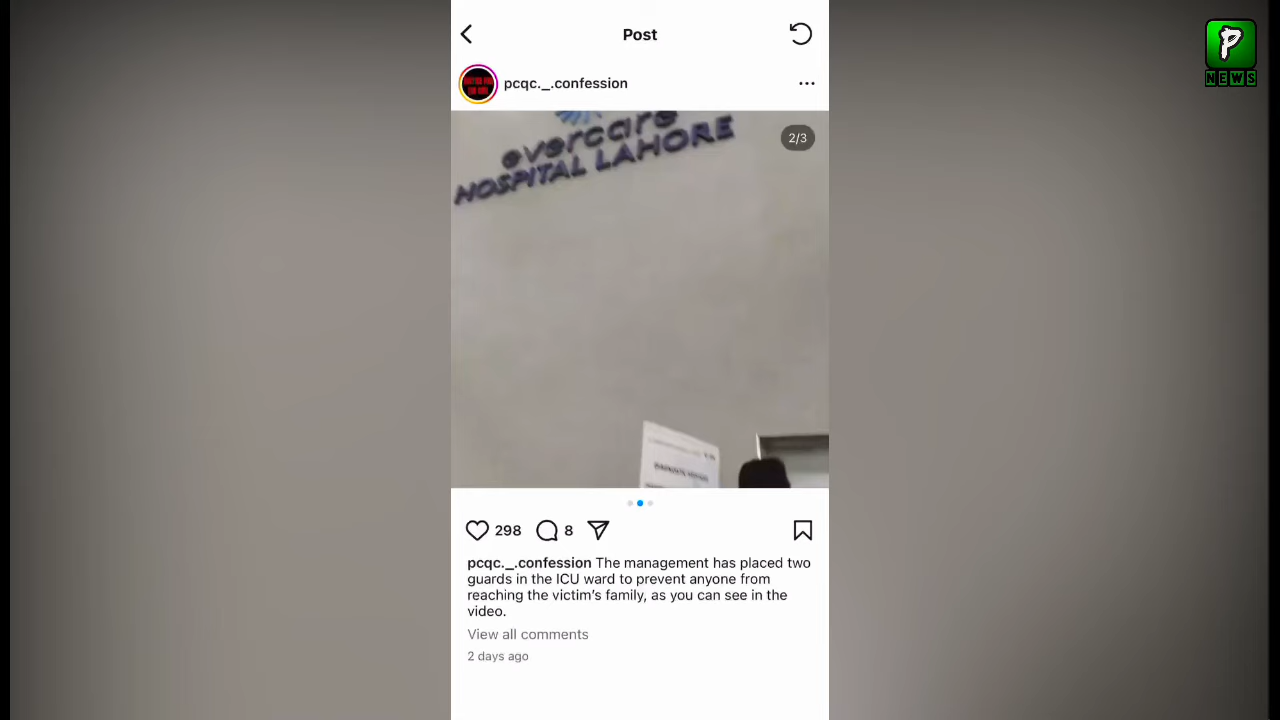 Post
P
NEWS
pcqc._.confession
2/3
evercare
HOSPITAL LAHORE
298
8
pcqc._.confession The management has placed two
guards in the ICU ward to prevent anyone from
reaching the victim's family, as you can see in the
video.
View all comments
2 days ago